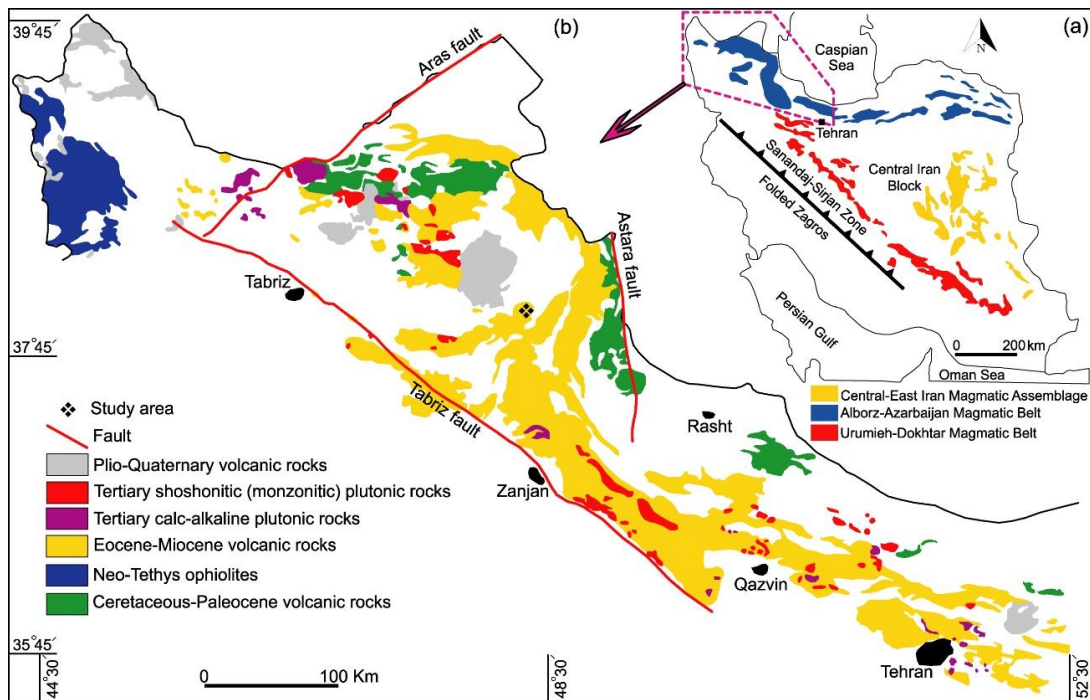 39°45′
(b)
(a)
Aras fault
Caspian
Sea
N
Tehran
Sanandaj-Sirjan Zone
Folded Zagros
Central Iran
Block
Astara fault
Tabriz
Persian Gulf
0 200 km
Oman Sea
37°45′
Tabriz fault
Central-East Iran Magmatic Assemblage
Alborz-Azarbaijan Magmatic Belt
Urumieh-Dokhtar Magmatic Belt
Study area
Fault
Rasht
Plio-Quaternary volcanic rocks
Tertiary shoshonitic (monzonitic) plutonic rocks
Tertiary calc-alkaline plutonic rocks
Eocene-Miocene volcanic rocks
Neo-Tethys ophiolites
Ceretaceous-Paleocene volcanic rocks
Zanjan
Qazvin
Tehran
35°45′
0 100 Km
44°30′
48°30′
52°30′